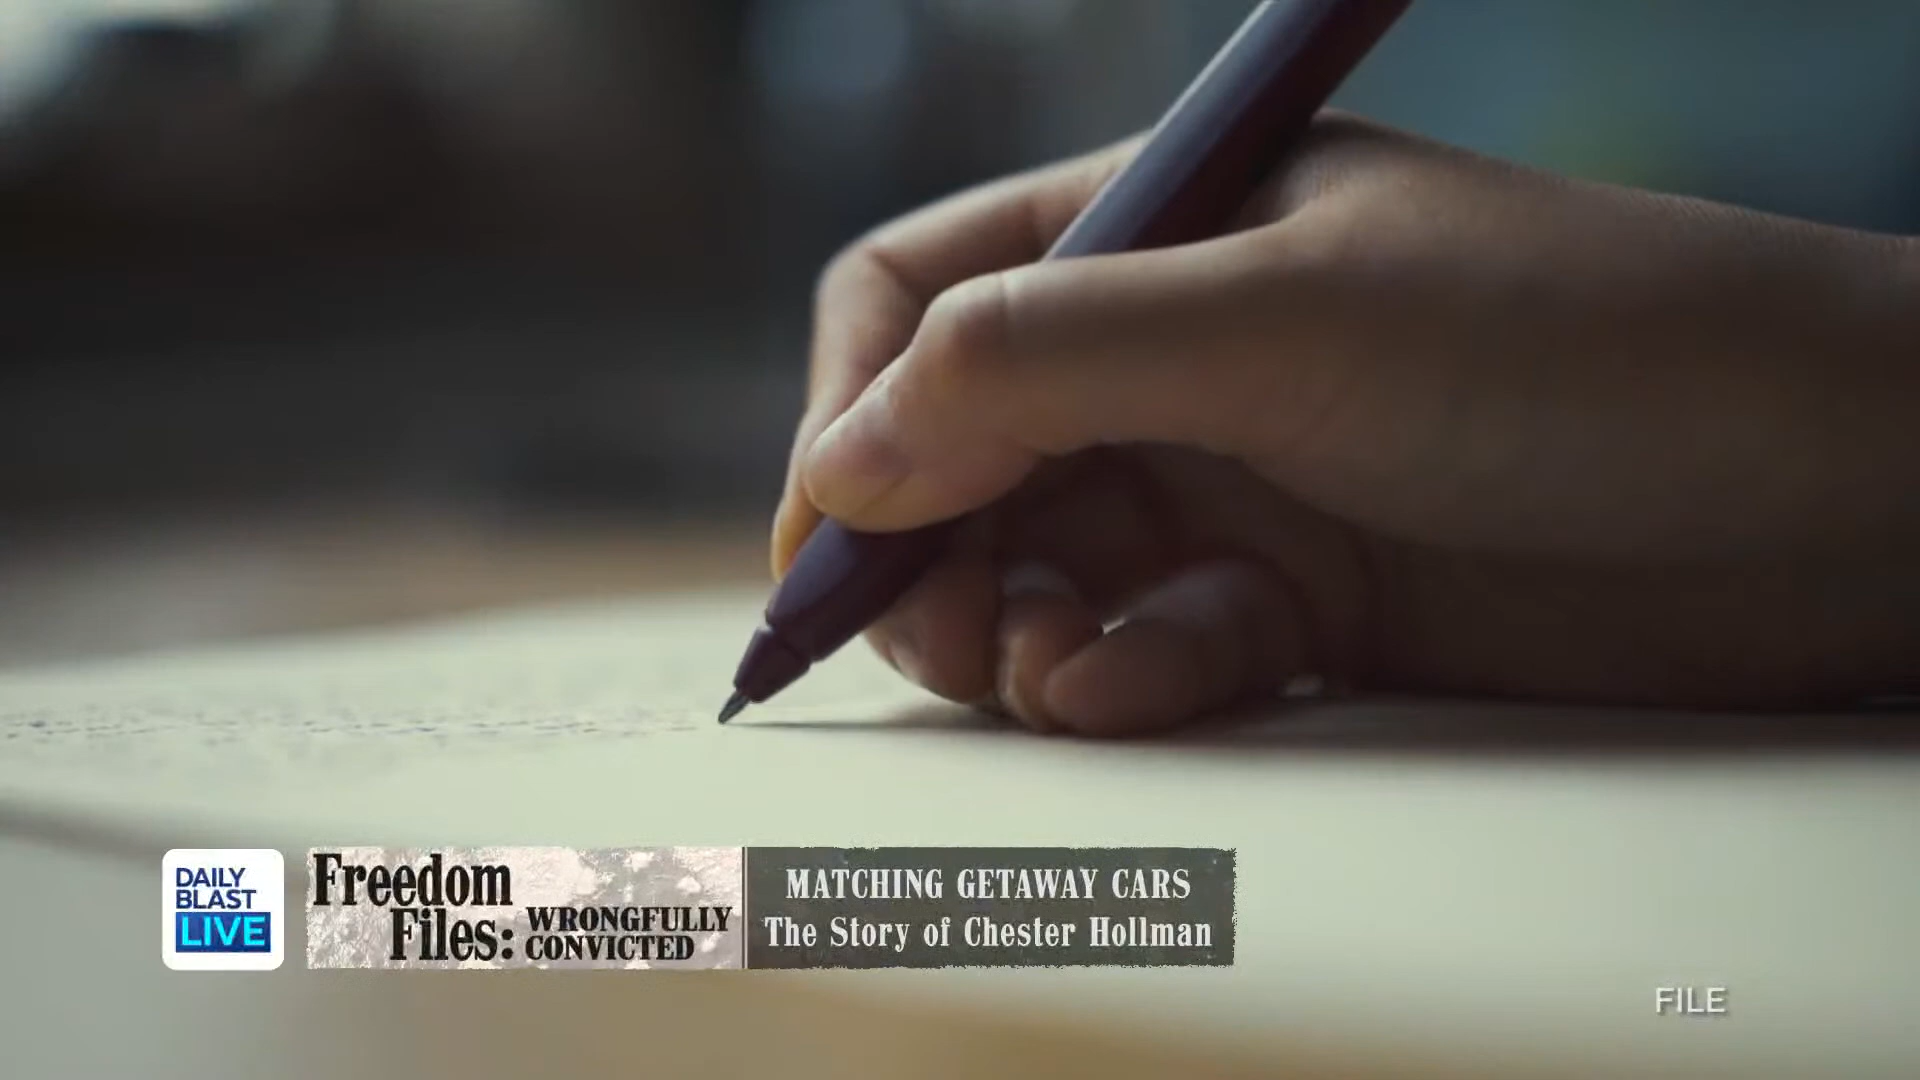 DAILY
BLAST
LIVE
Freedom
Files: WRONGFULLY
CONVICTED
MATCHING GETAWAY CARS
The Story of Chester Hollman
FILE